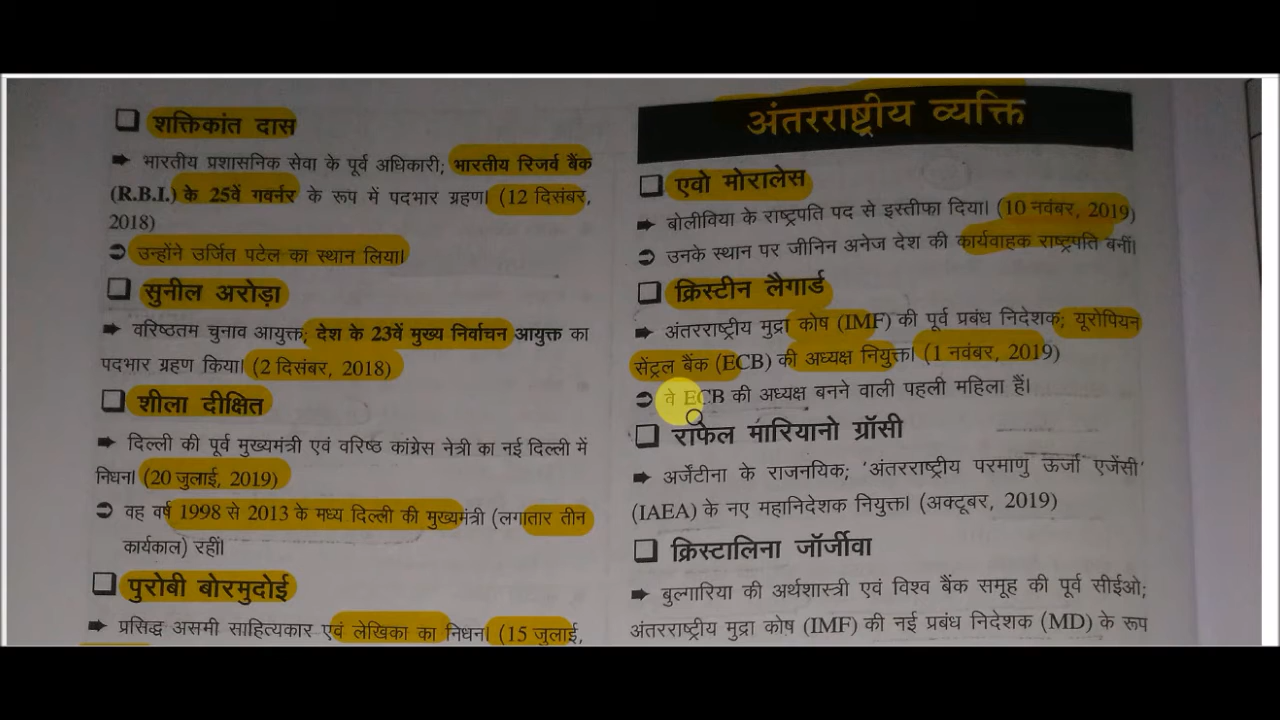 ❑ शक्तिकांत दास
➡ भारतीय प्रशासनिक सेवा के पूर्व अधिकारी; भारतीय रिजर्व बैंक
(R.B.I.) के 25वें गवर्नर के रूप में पदभार ग्रहण। (12 दिसंबर,
2018)
➲ उन्होंने उर्जित पटेल का स्थान लिया।
❑ सुनील अरोड़ा
➡ वरिष्ठतम चुनाव आयुक्त; देश के 23वें मुख्य निर्वाचन आयुक्त का
पदभार ग्रहण किया। (2 दिसंबर, 2018)
❑ शीला दीक्षित
➡ दिल्ली की पूर्व मुख्यमंत्री एवं वरिष्ठ कांग्रेस नेत्री का नई दिल्ली में
निधन। (20 जुलाई, 2019)
➲ वह वर्ष 1998 से 2013 के मध्य दिल्ली की मुख्यमंत्री (लगातार तीन
कार्यकाल) रहीं।
❑ पुरोबी बोरमुदोई
➡ प्रसिद्ध असमी साहित्यकार एवं लेखिका का निधन। (15 जुलाई,
अंतरराष्ट्रीय व्यक्ति
❑ एवो मोरालेस
➡ बोलीविया के राष्ट्रपति पद से इस्तीफा दिया। (10 नवंबर, 2019)
➲ उनके स्थान पर जीनिन अनेज देश की कार्यवाहक राष्ट्रपति बनीं।
❑ क्रिस्टीन लैगार्ड
➡ अंतरराष्ट्रीय मुद्रा कोष (IMF) की पूर्व प्रबंध निदेशक; यूरोपियन
सेंट्रल बैंक (ECB) की अध्यक्ष नियुक्त। (1 नवंबर, 2019)
➲ वे ECB की अध्यक्ष बनने वाली पहली महिला हैं।
❑ राफेल मारियानो ग्रॉसी
➡ अर्जेंटीना के राजनयिक; 'अंतरराष्ट्रीय परमाणु ऊर्जा एजेंसी'
(IAEA) के नए महानिदेशक नियुक्त। (अक्टूबर, 2019)
❑ क्रिस्टालिना जॉर्जीवा
➡ बुल्गारिया की अर्थशास्त्री एवं विश्व बैंक समूह की पूर्व सीईओ;
अंतरराष्ट्रीय मुद्रा कोष (IMF) की नई प्रबंध निदेशक (MD) के रूप